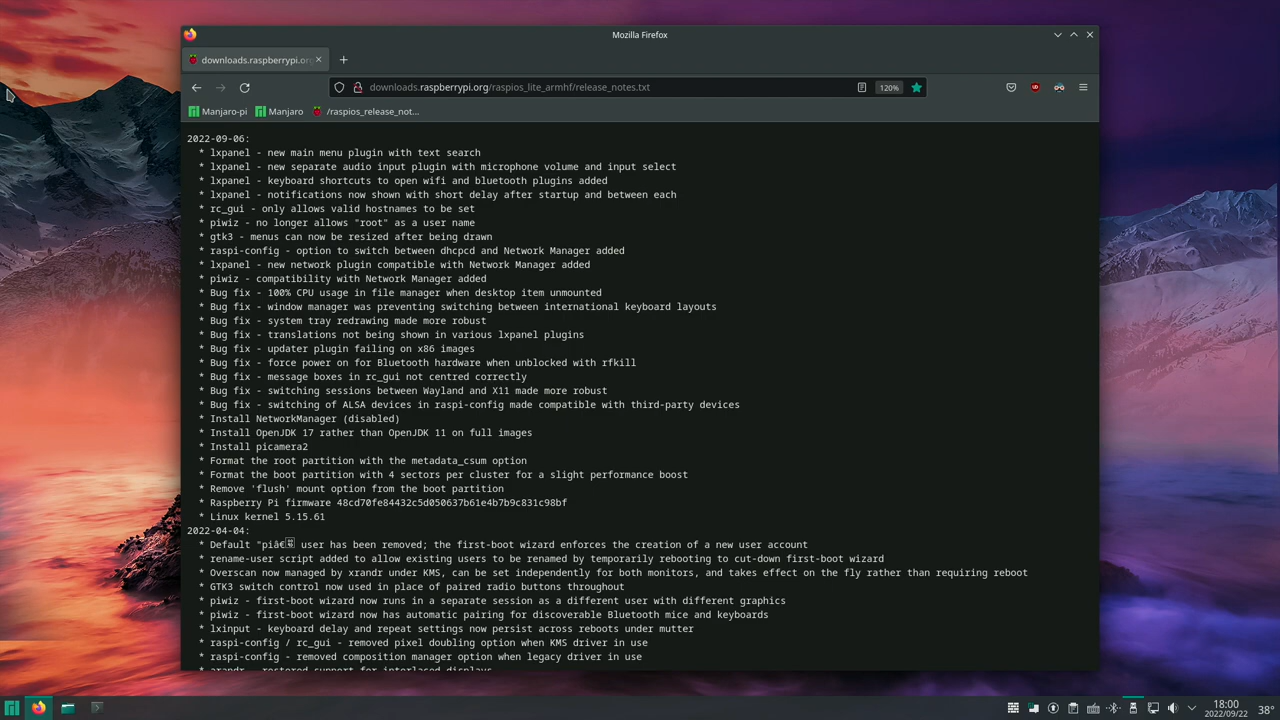 Mozilla Firefox
downloads.raspberrypi.or
downloads.raspberrypi.org/raspios_lite_armhf/release_notes.txt
120%
Manjaro-pi
Manjaro
/raspios_release_not...
2022-09-06:
* lxpanel - new main menu plugin with text search
* lxpanel - new separate audio input plugin with microphone volume and input select
* lxpanel - keyboard shortcuts to open wifi and bluetooth plugins added
* lxpanel - notifications now shown with short delay after startup and between each
* rc_gui - only allows valid hostnames to be set
* piwiz - no longer allows "root" as a user name
* gtk3 - menus can now be resized after being drawn
* raspi-config - option to switch between dhcpcd and Network Manager added
* lxpanel - new network plugin compatible with Network Manager added
* piwiz - compatibility with Network Manager added
* Bug fix - 100% CPU usage in file manager when desktop item unmounted
* Bug fix - window manager was preventing switching between international keyboard layouts
* Bug fix - system tray redrawing made more robust
* Bug fix - translations not being shown in various lxpanel plugins
* Bug fix - updater plugin failing on x86 images
* Bug fix - force power on for Bluetooth hardware when unblocked with rfkill
* Bug fix - message boxes in rc_gui not centred correctly
* Bug fix - switching sessions between Wayland and X11 made more robust
* Bug fix - switching of ALSA devices in raspi-config made compatible with third-party devices
* Install NetworkManager (disabled)
* Install OpenJDK 17 rather than OpenJDK 11 on full images
* Install picamera2
* Format the root partition with the metadata_csum option
* Format the boot partition with 4 sectors per cluster for a slight performance boost
* Remove 'flush' mount option from the boot partition
* Raspberry Pi firmware 48cd70fe84432c5d050637b61e4b7b9c831c98bf
* Linux kernel 5.15.61
2022-04-04:
* Default "piâ€ user has been removed; the first-boot wizard enforces the creation of a new user account
* rename-user script added to allow existing users to be renamed by temporarily rebooting to cut-down first-boot wizard
* Overscan now managed by xrandr under KMS, can be set independently for both monitors, and takes effect on the fly rather than requiring reboot
* GTK3 switch control now used in place of paired radio buttons throughout
* piwiz - first-boot wizard now runs in a separate session as a different user with different graphics
* piwiz - first-boot wizard now has automatic pairing for discoverable Bluetooth mice and keyboards
* lxinput - keyboard delay and repeat settings now persist across reboots under mutter
* raspi-config / rc_gui - removed pixel doubling option when KMS driver in use
* raspi-config - removed composition manager option when legacy driver in use
* arandr - restored support for interlaced displays
18:00
2022/09/22
38°